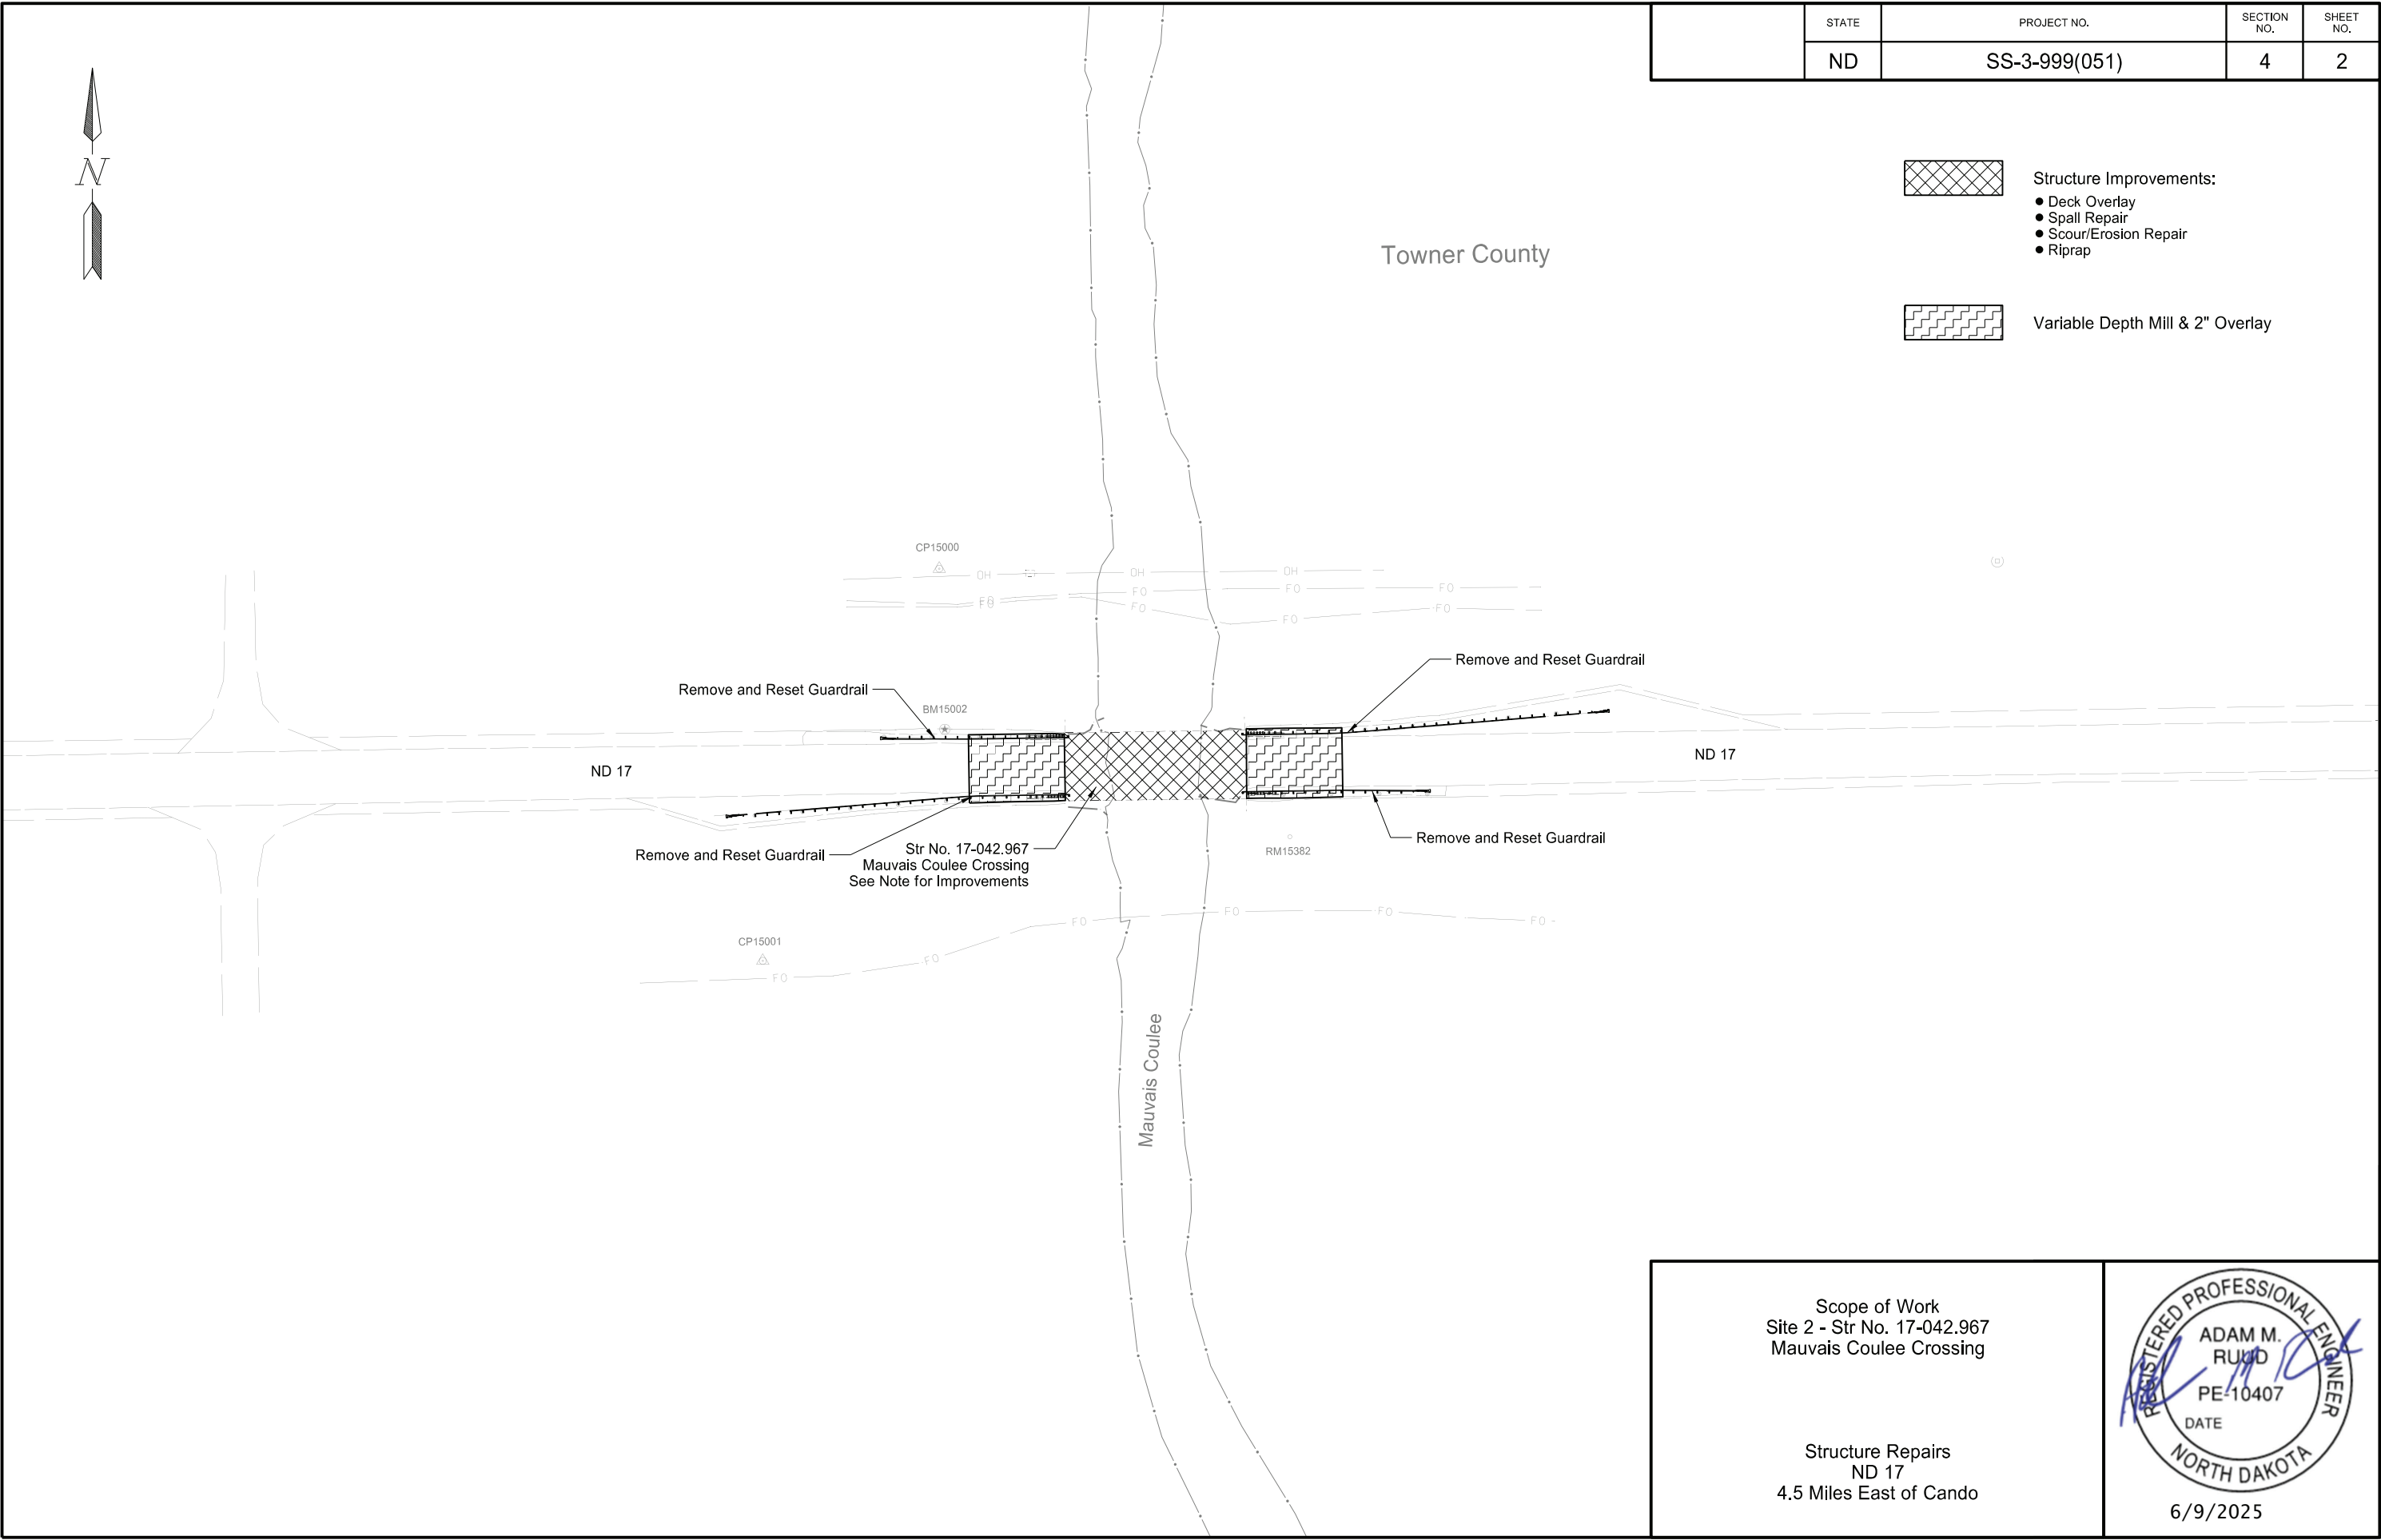 STATE
PROJECT NO.
SECTION NO.
SHEET NO.
ND
SS-3-999(051)
4
2
N
Structure Improvements:
● Deck Overlay
● Spall Repair
● Scour/Erosion Repair
● Riprap
Variable Depth Mill & 2" Overlay
Towner County
CP15000
OH
OH
OH
FO
FO
FO
FO
FO
FO
FO
FO
Remove and Reset Guardrail
Remove and Reset Guardrail
BM15002
ND 17
ND 17
Remove and Reset Guardrail
Remove and Reset Guardrail
Str No. 17-042.967
Mauvais Coulee Crossing
See Note for Improvements
RM15382
FO
FO
FO
FO
FO
FO
CP15001
Mauvais Coulee
Scope of Work
Site 2 - Str No. 17-042.967
Mauvais Coulee Crossing
Structure Repairs
ND 17
4.5 Miles East of Cando
REGISTERED PROFESSIONAL ENGINEER
ADAM M.
RUUD
PE-10407
DATE
NORTH DAKOTA
6/9/2025